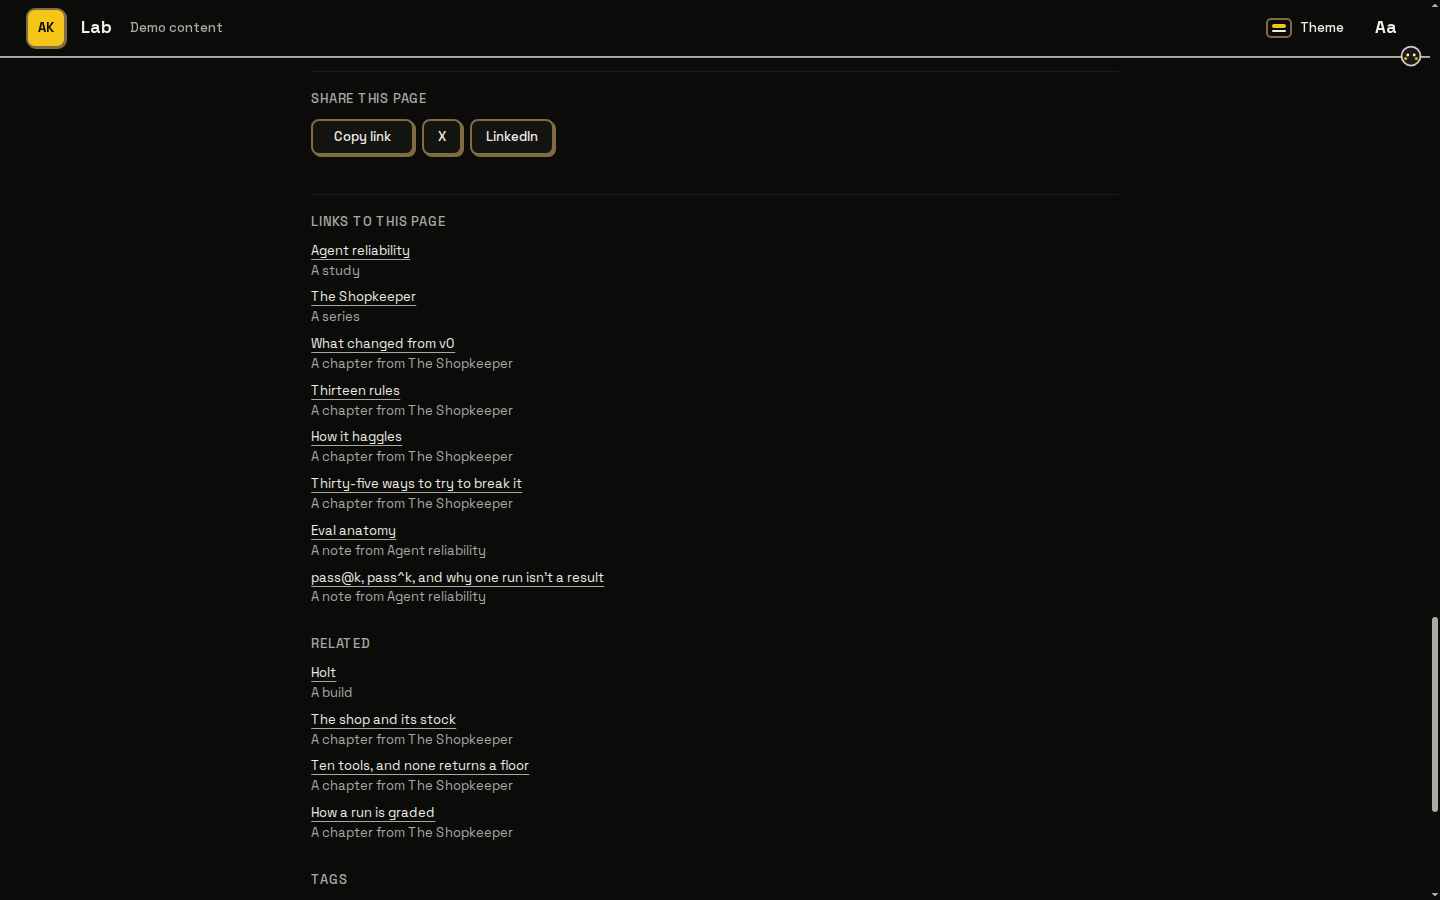 AK
Lab
Demo content
Theme
Aa
SHARE THIS PAGE
Copy link
X
LinkedIn
LINKS TO THIS PAGE
Agent reliability
A study
The Shopkeeper
A series
What changed from v0
A chapter from The Shopkeeper
Thirteen rules
A chapter from The Shopkeeper
How it haggles
A chapter from The Shopkeeper
Thirty-five ways to try to break it
A chapter from The Shopkeeper
Eval anatomy
A note from Agent reliability
pass@k, pass^k, and why one run isn’t a result
A note from Agent reliability
RELATED
Holt
A build
The shop and its stock
A chapter from The Shopkeeper
Ten tools, and none returns a floor
A chapter from The Shopkeeper
How a run is graded
A chapter from The Shopkeeper
TAGS